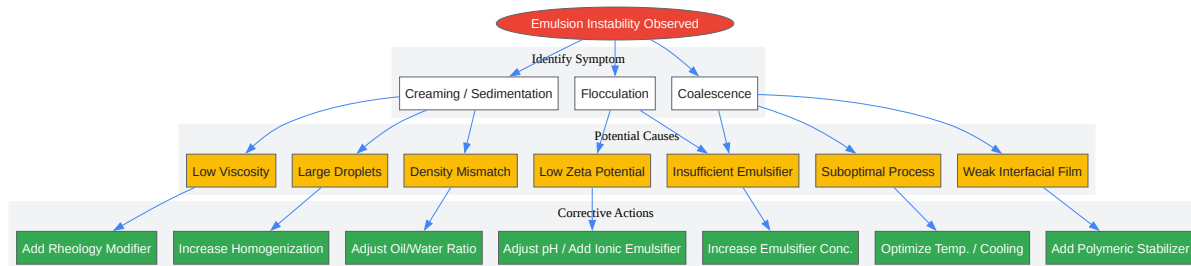 Emulsion Instability Observed
Identify Symptom
Creaming / Sedimentation
Flocculation
Coalescence
Potential Causes
Low Viscosity
Large Droplets
Density Mismatch
Low Zeta Potential
Insufficient Emulsifier
Suboptimal Process
Weak Interfacial Film
Corrective Actions
Add Rheology Modifier
Increase Homogenization
Adjust Oil/Water Ratio
Adjust pH / Add Ionic Emulsifier
Increase Emulsifier Conc.
Optimize Temp. / Cooling
Add Polymeric Stabilizer